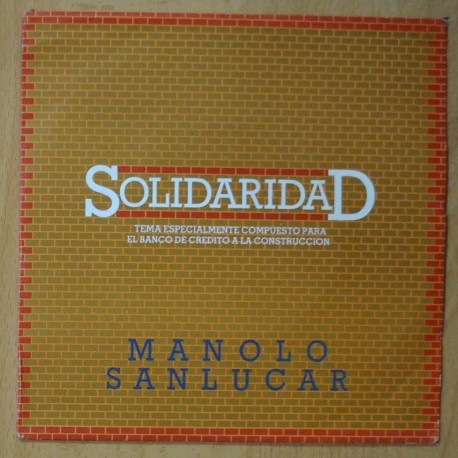 SOLIDARIDAD
TEMA ESPECIALMENTE COMPUESTO PARA
EL BANCO DE CREDITO A LA CONSTRUCCION
MANOLO
SANLUCAR